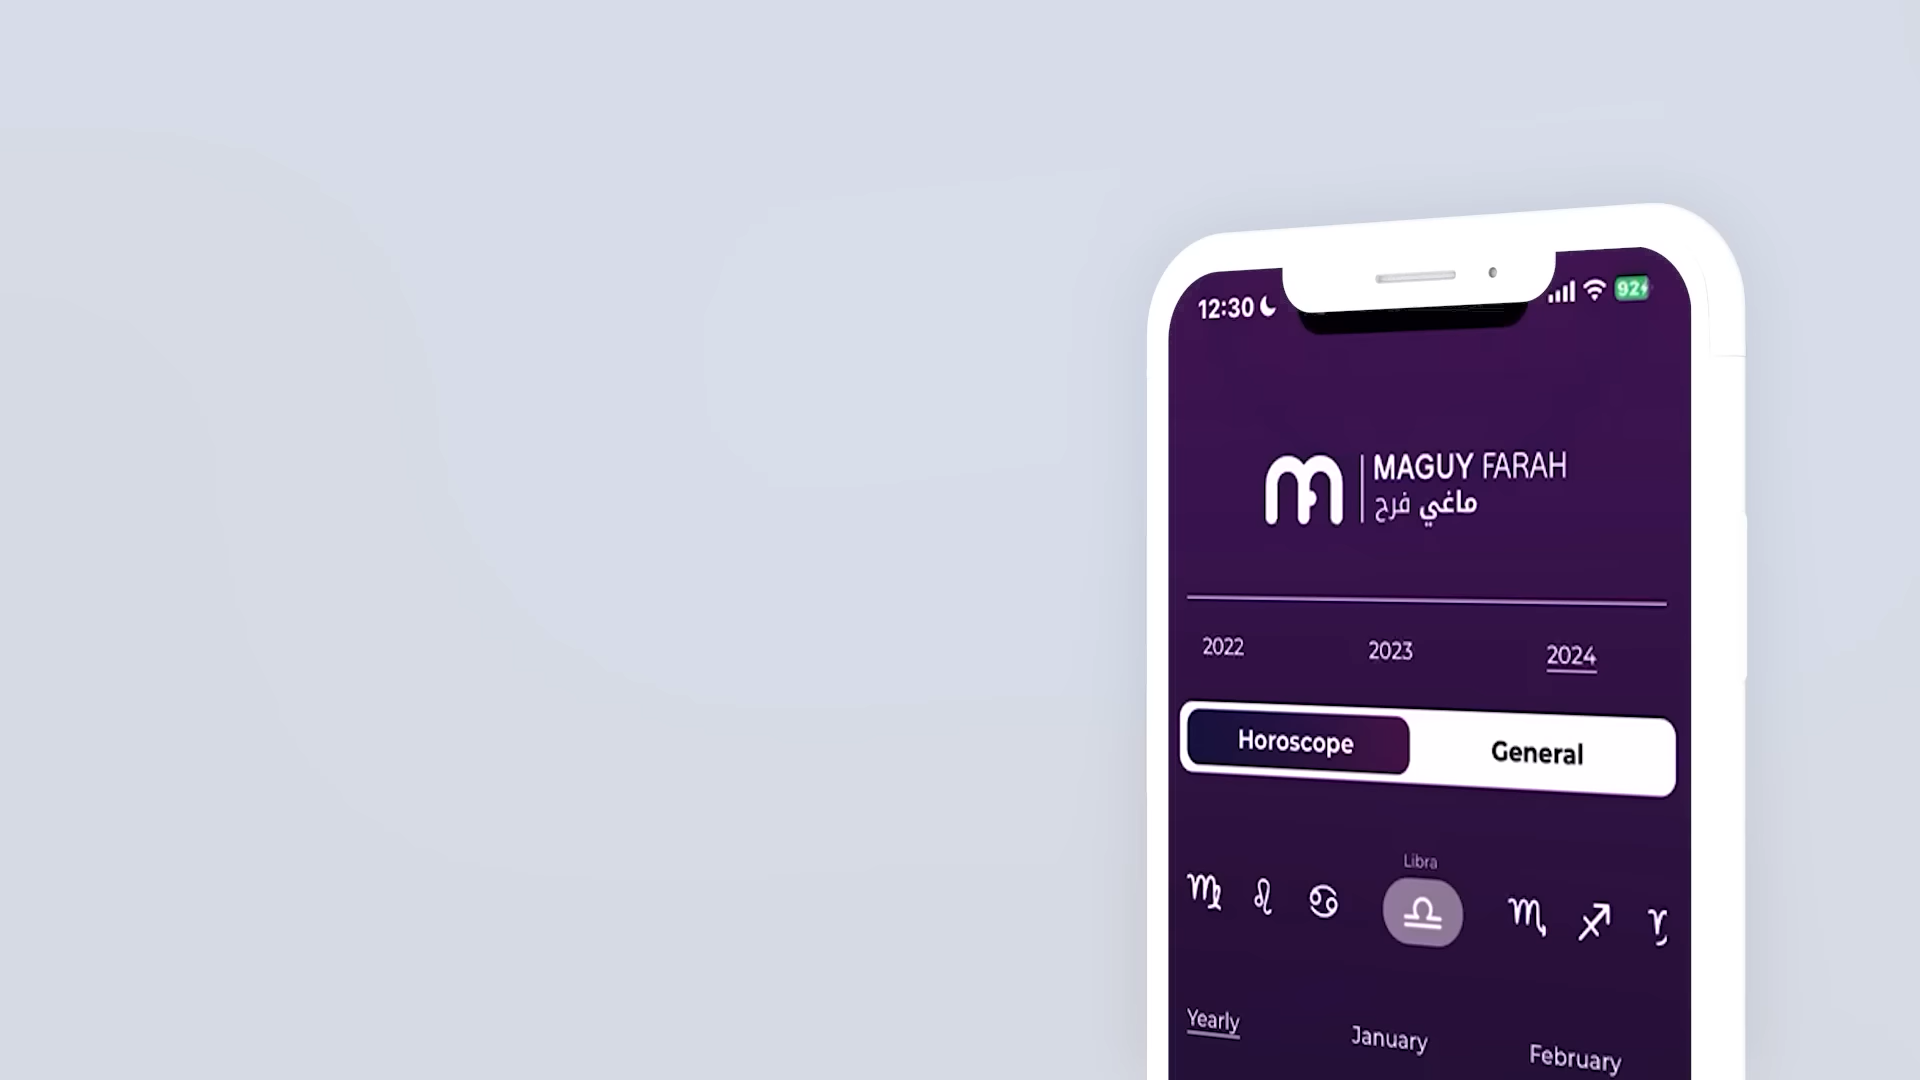 12:30
92
MAGUY FARAH
ماغي فرح
2022 2023 2024
Horoscope General
Libra
♍ ♌ ♋ ♎ ♏ ♐
Yearly January February